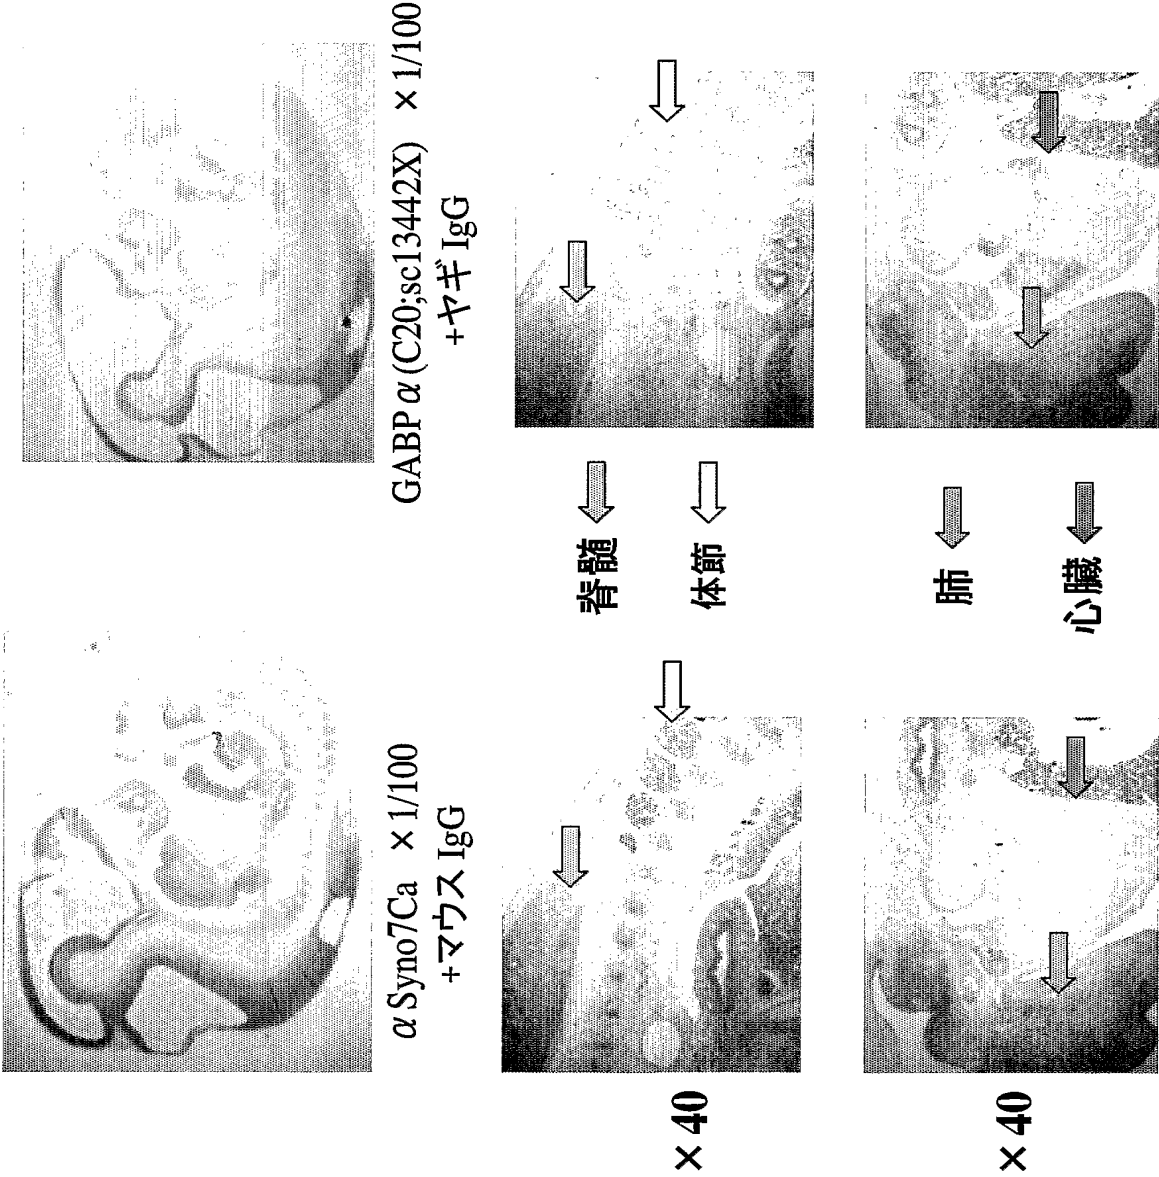 α Syno7Ca ×1/100
+マウス IgG
GABP α (C20;sc13442X) ×1/100
+ヤギ IgG
×40
脊髄
体節
×40
肺
心臓